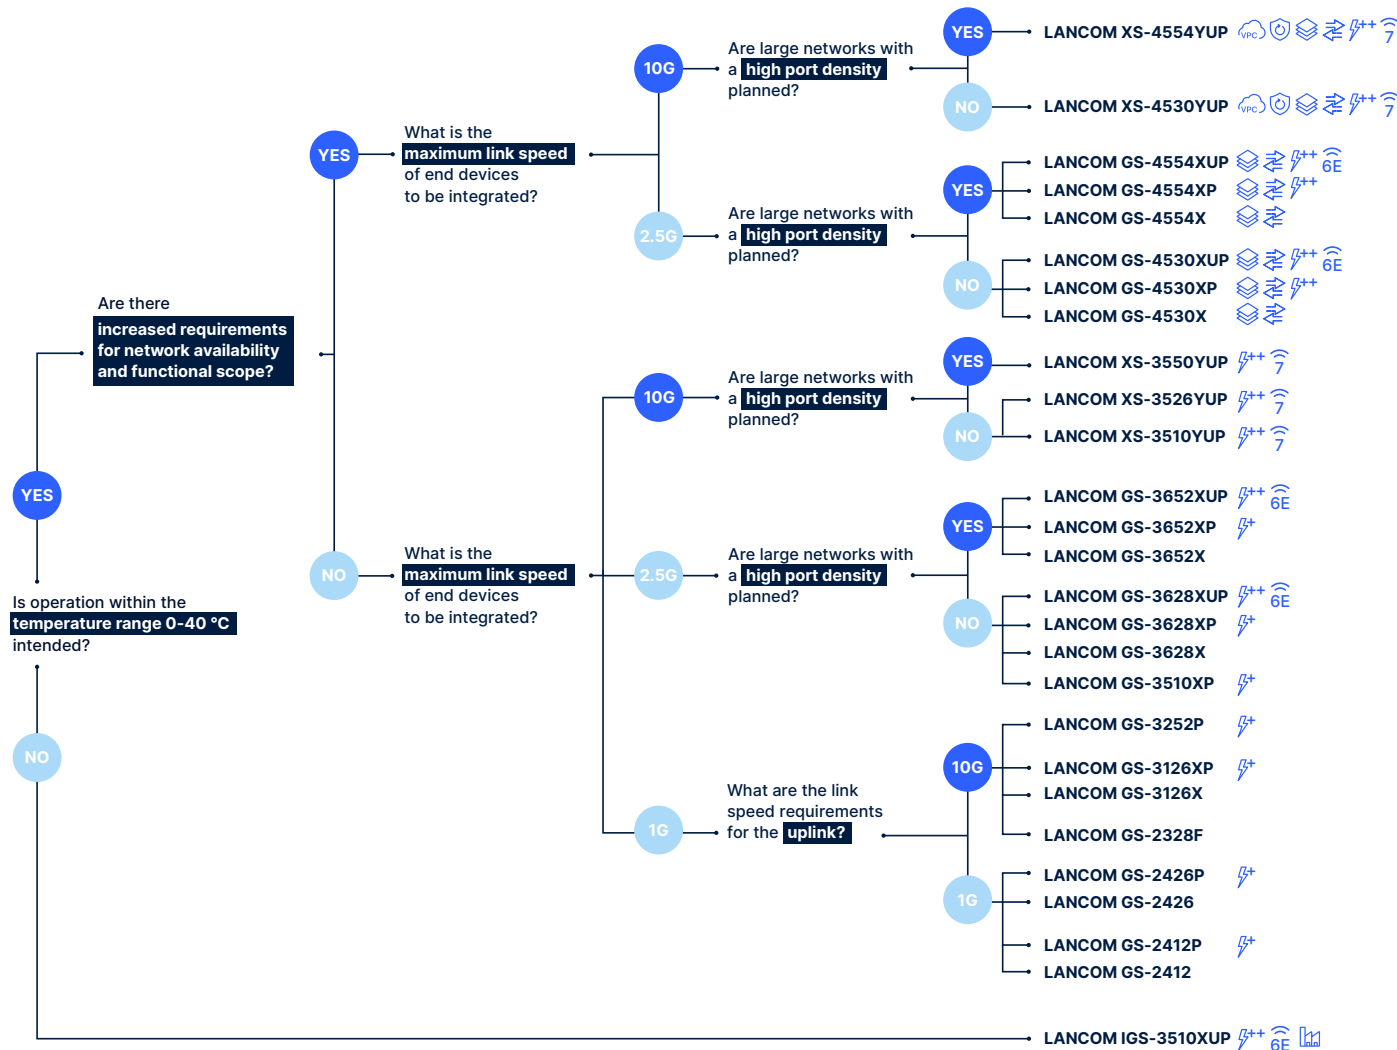 Is operation within the
temperature range 0-40 °C
intended?
YES
NO
Are there
increased requirements
for network availability
and functional scope?
YES
NO
What is the
maximum link speed
of end devices
to be integrated?
10G
2.5G
Are large networks with
a high port density
planned?
YES
NO
LANCOM XS-4554YUP VPC ++ 7
LANCOM XS-4530YUP VPC ++ 7
Are large networks with
a high port density
planned?
YES
NO
LANCOM GS-4554XUP ++ 6E
LANCOM GS-4554XP ++
LANCOM GS-4554X
LANCOM GS-4530XUP ++ 6E
LANCOM GS-4530XP ++
LANCOM GS-4530X
What is the
maximum link speed
of end devices
to be integrated?
10G
2.5G
1G
Are large networks with
a high port density
planned?
YES
NO
LANCOM XS-3550YUP ++ 7
LANCOM XS-3526YUP ++ 7
LANCOM XS-3510YUP ++ 7
Are large networks with
a high port density
planned?
YES
NO
LANCOM GS-3652XUP ++ 6E
LANCOM GS-3652XP +
LANCOM GS-3652X
LANCOM GS-3628XUP ++ 6E
LANCOM GS-3628XP +
LANCOM GS-3628X
LANCOM GS-3510XP +
What are the link
speed requirements
for the uplink?
10G
1G
LANCOM GS-3252P +
LANCOM GS-3126XP +
LANCOM GS-3126X
LANCOM GS-2328F
LANCOM GS-2426P +
LANCOM GS-2426
LANCOM GS-2412P +
LANCOM GS-2412
LANCOM IGS-3510XUP ++ 6E